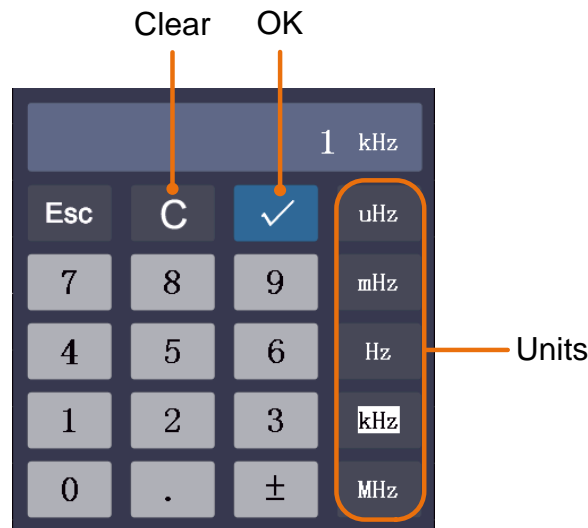 Clear OK
1 kHz
Esc C ✓ uHz
7 8 9 mHz
4 5 6 Hz
Units
1 2 3 kHz
0 . ± MHz